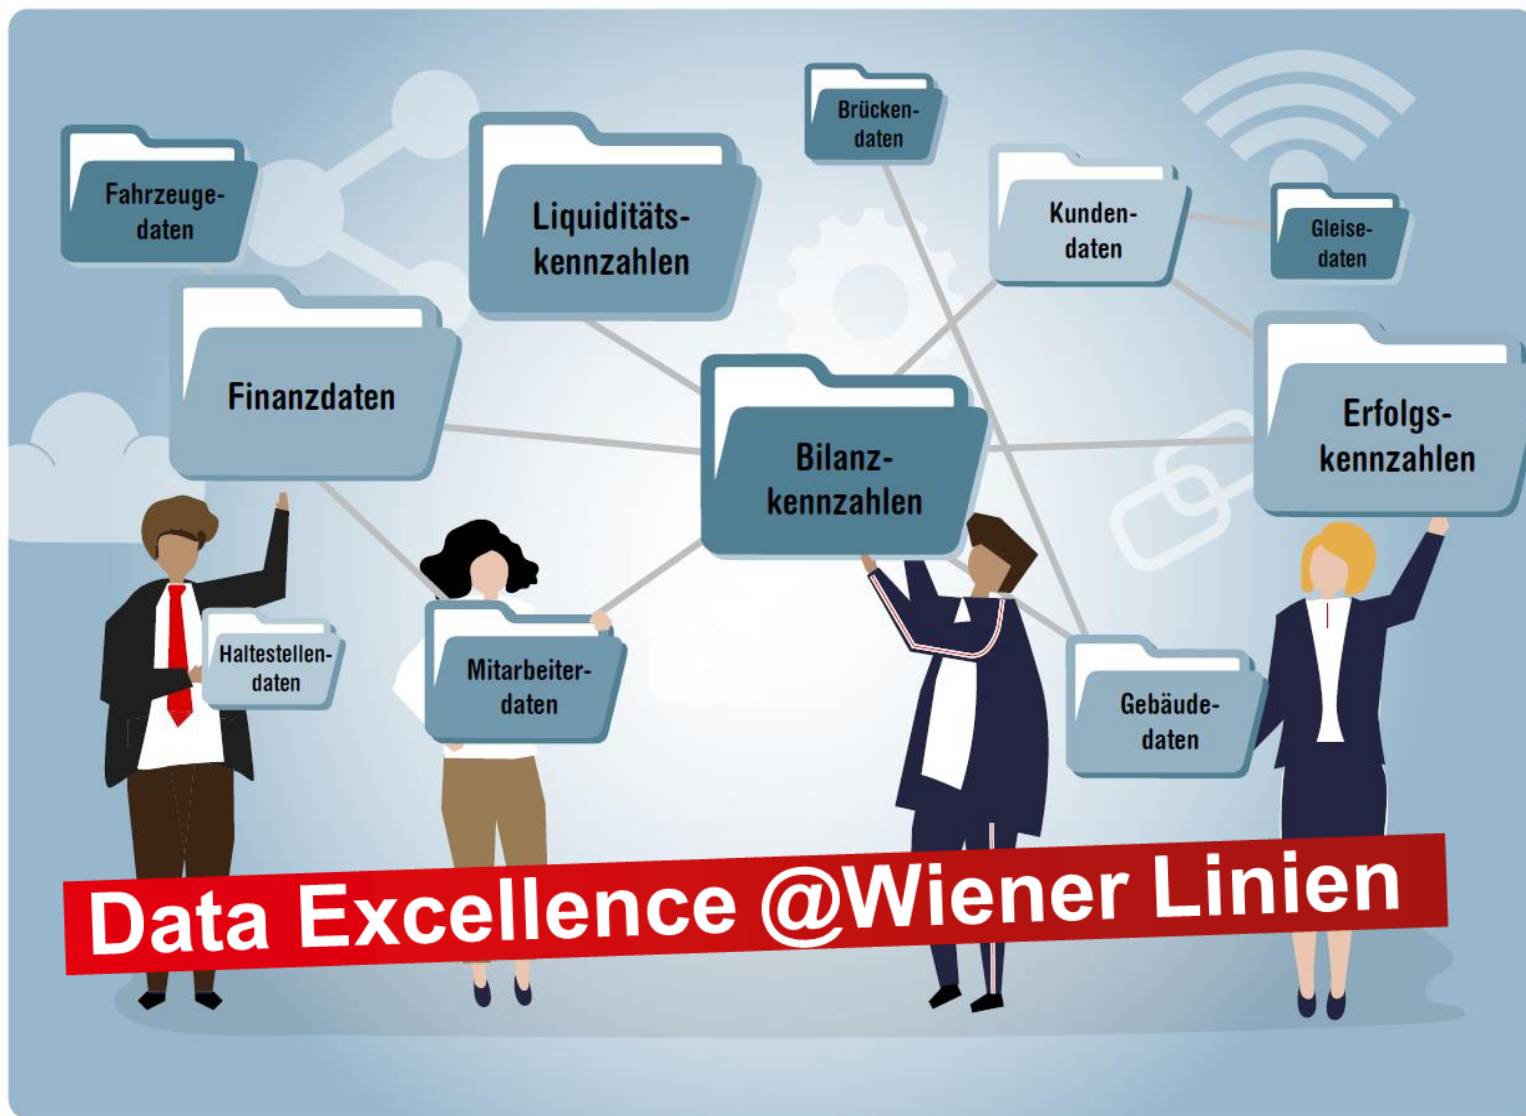 Brücken-
daten
Fahrzeuge-
daten
Liquiditäts-
kennzahlen
Kunden-
daten
Gleise-
daten
Finanzdaten
Bilanz-
kennzahlen
Erfolgs-
kennzahlen
Haltestellen-
daten
Mitarbeiter-
daten
Gebäude-
daten
Data Excellence @Wiener Linien